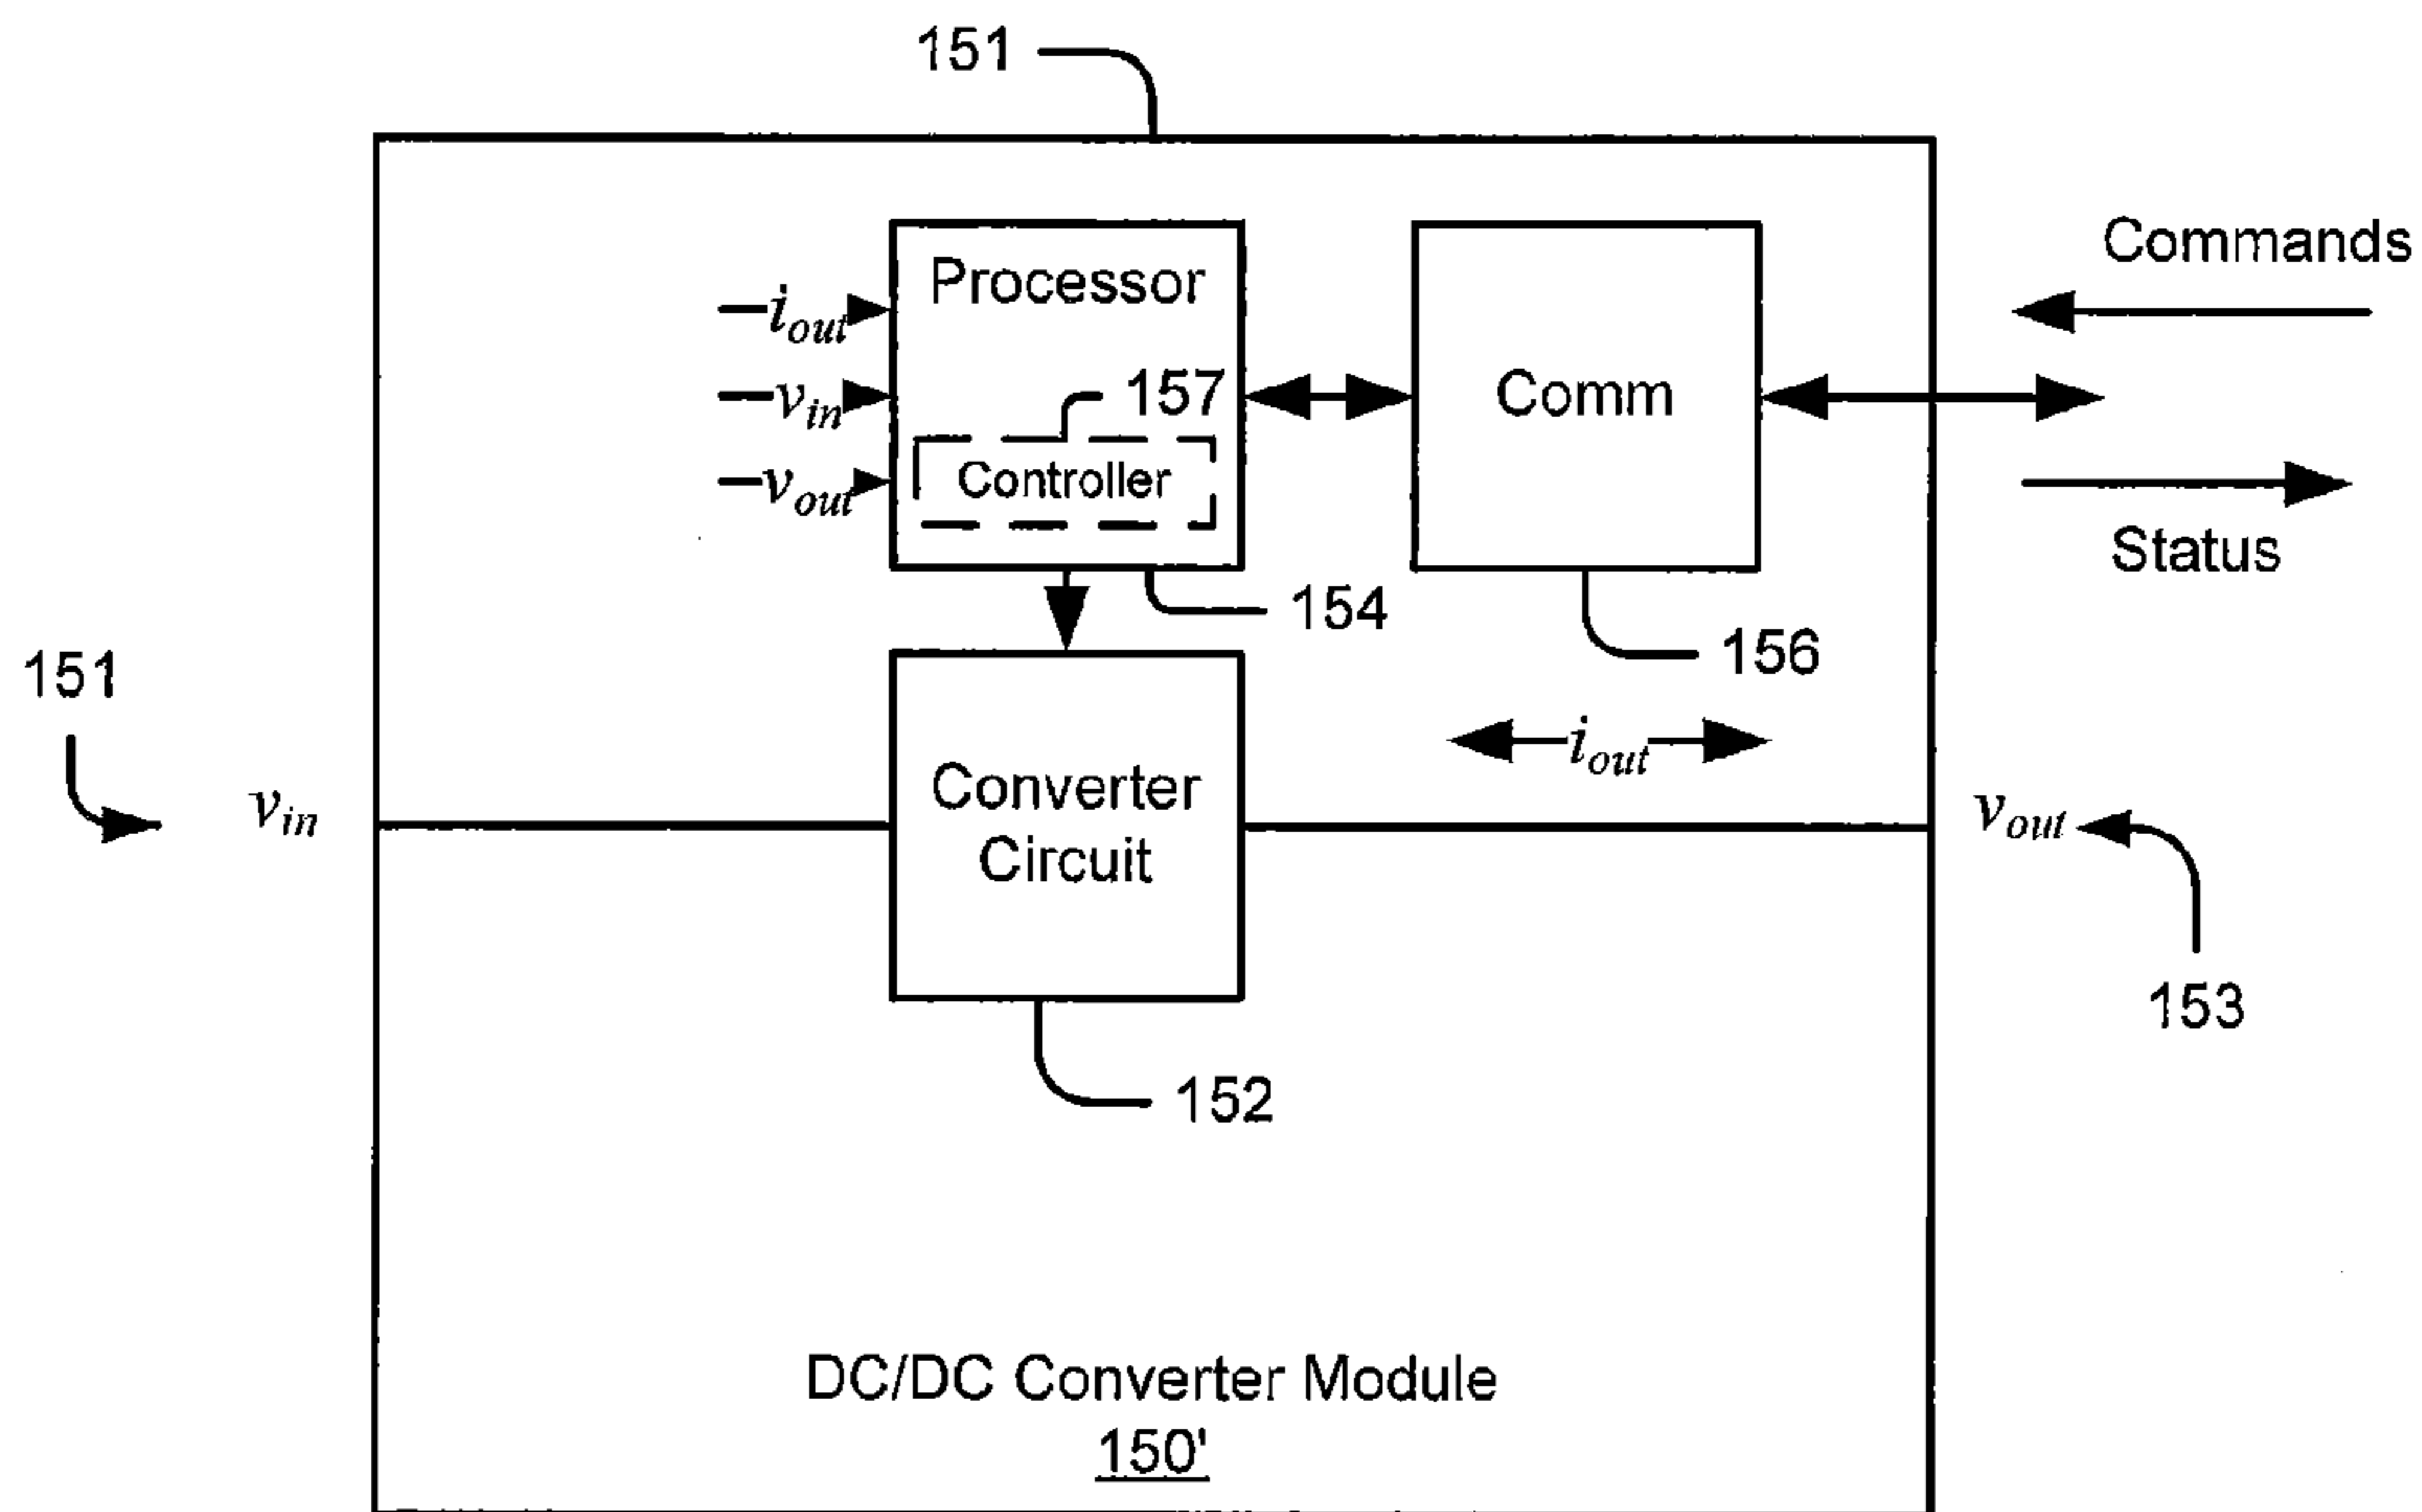 151
Commands
Processor
i_out
v_in
157
Comm
v_out
Controller
Status
154
156
151
i_out
v_in
Converter
Circuit
v_out
153
152
DC/DC Converter Module
150'